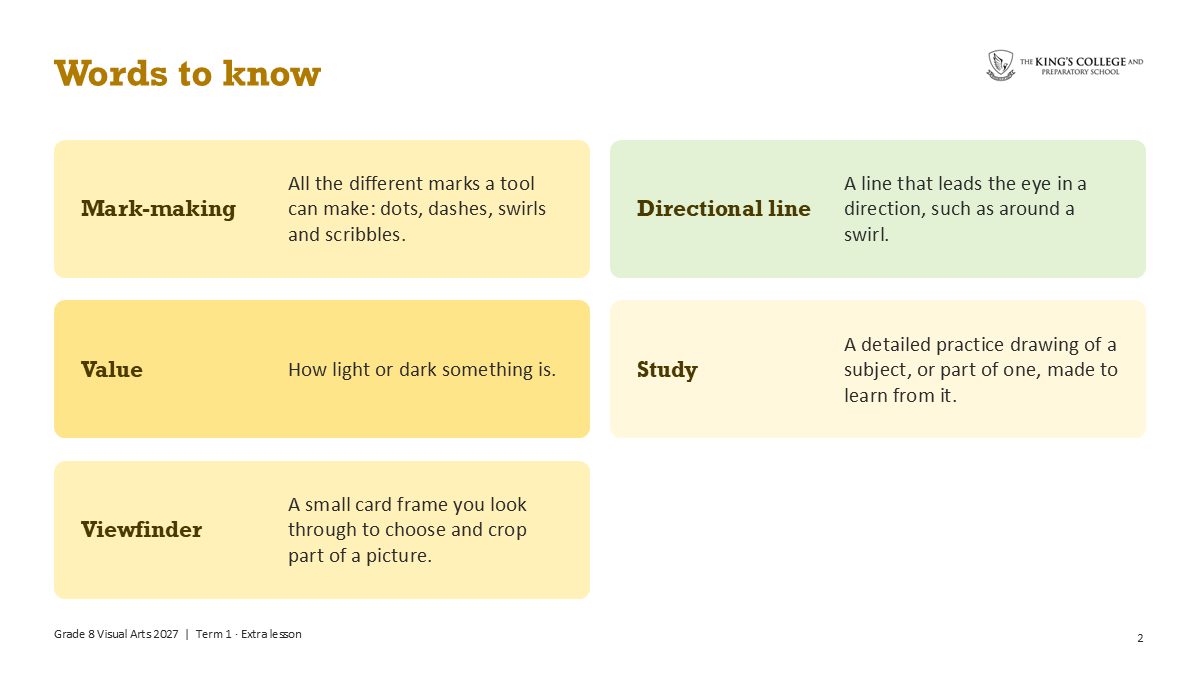 Words to know
THE KING'S COLLEGE AND
PREPARATORY SCHOOL
Mark-making
All the different marks a tool
can make: dots, dashes, swirls
and scribbles.
Directional line
A line that leads the eye in a
direction, such as around a
swirl.
Value
How light or dark something is.
Study
A detailed practice drawing of a
subject, or part of one, made to
learn from it.
Viewfinder
A small card frame you look
through to choose and crop
part of a picture.
Grade 8 Visual Arts 2027 | Term 1 · Extra lesson
2